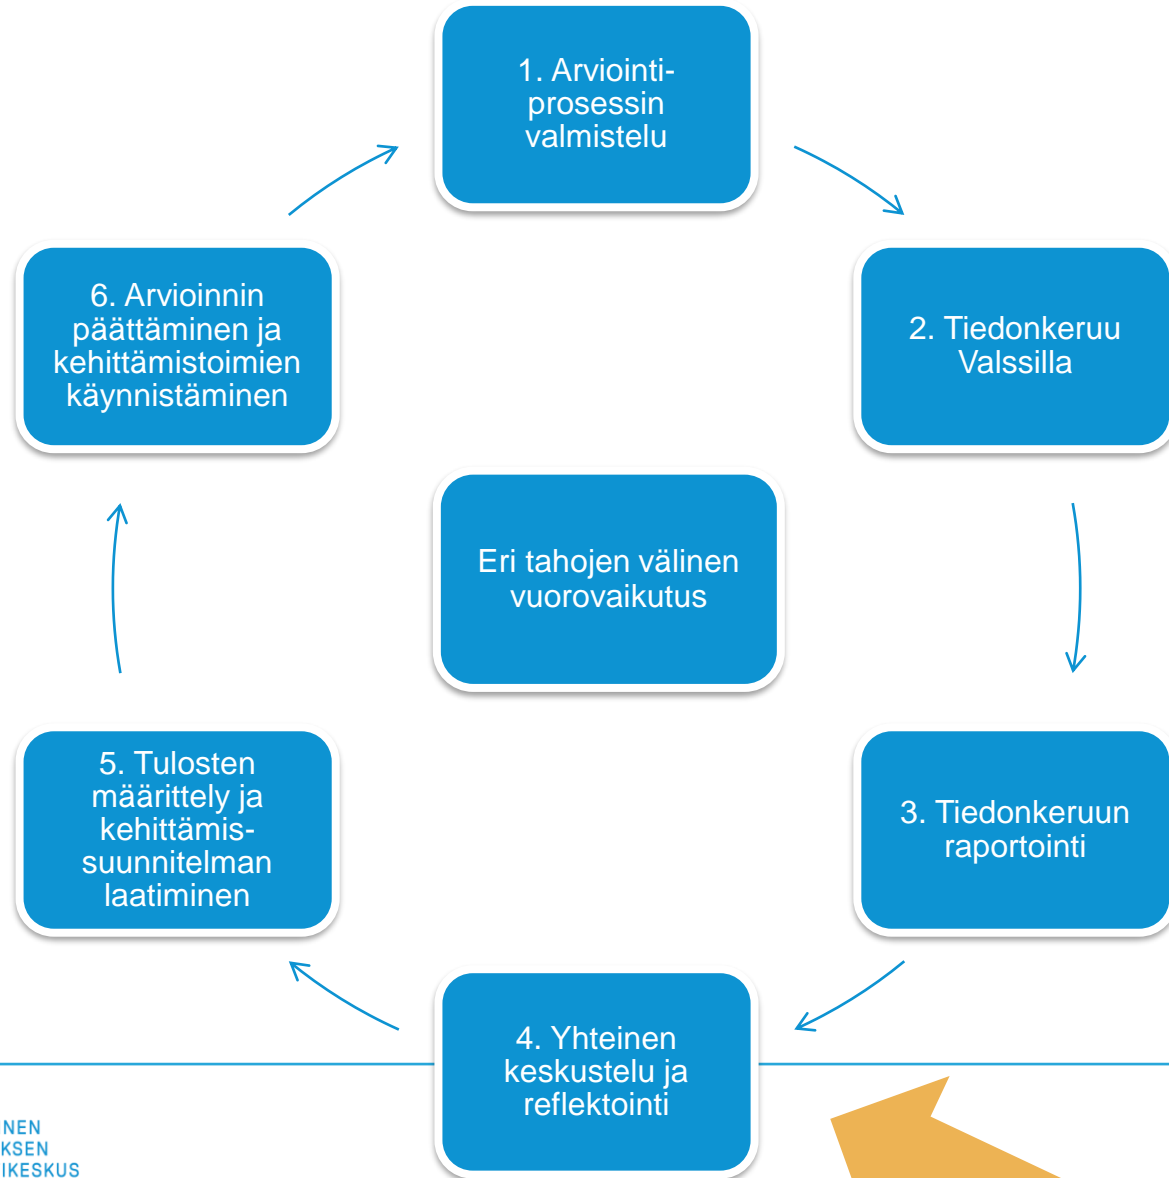 1. Arviointi-
prosessin
valmistelu
2. Tiedonkeruu
Valssilla
3. Tiedonkeruun
raportointi
4. Yhteinen
keskustelu ja
reflektointi
5. Tulosten
määrittely ja
kehittämis-
suunnitelman
laatiminen
6. Arvioinnin
päättäminen ja
kehittämistoimien
käynnistäminen
Eri tahojen välinen
vuorovaikutus
NEN
KSEN
IKESKUS